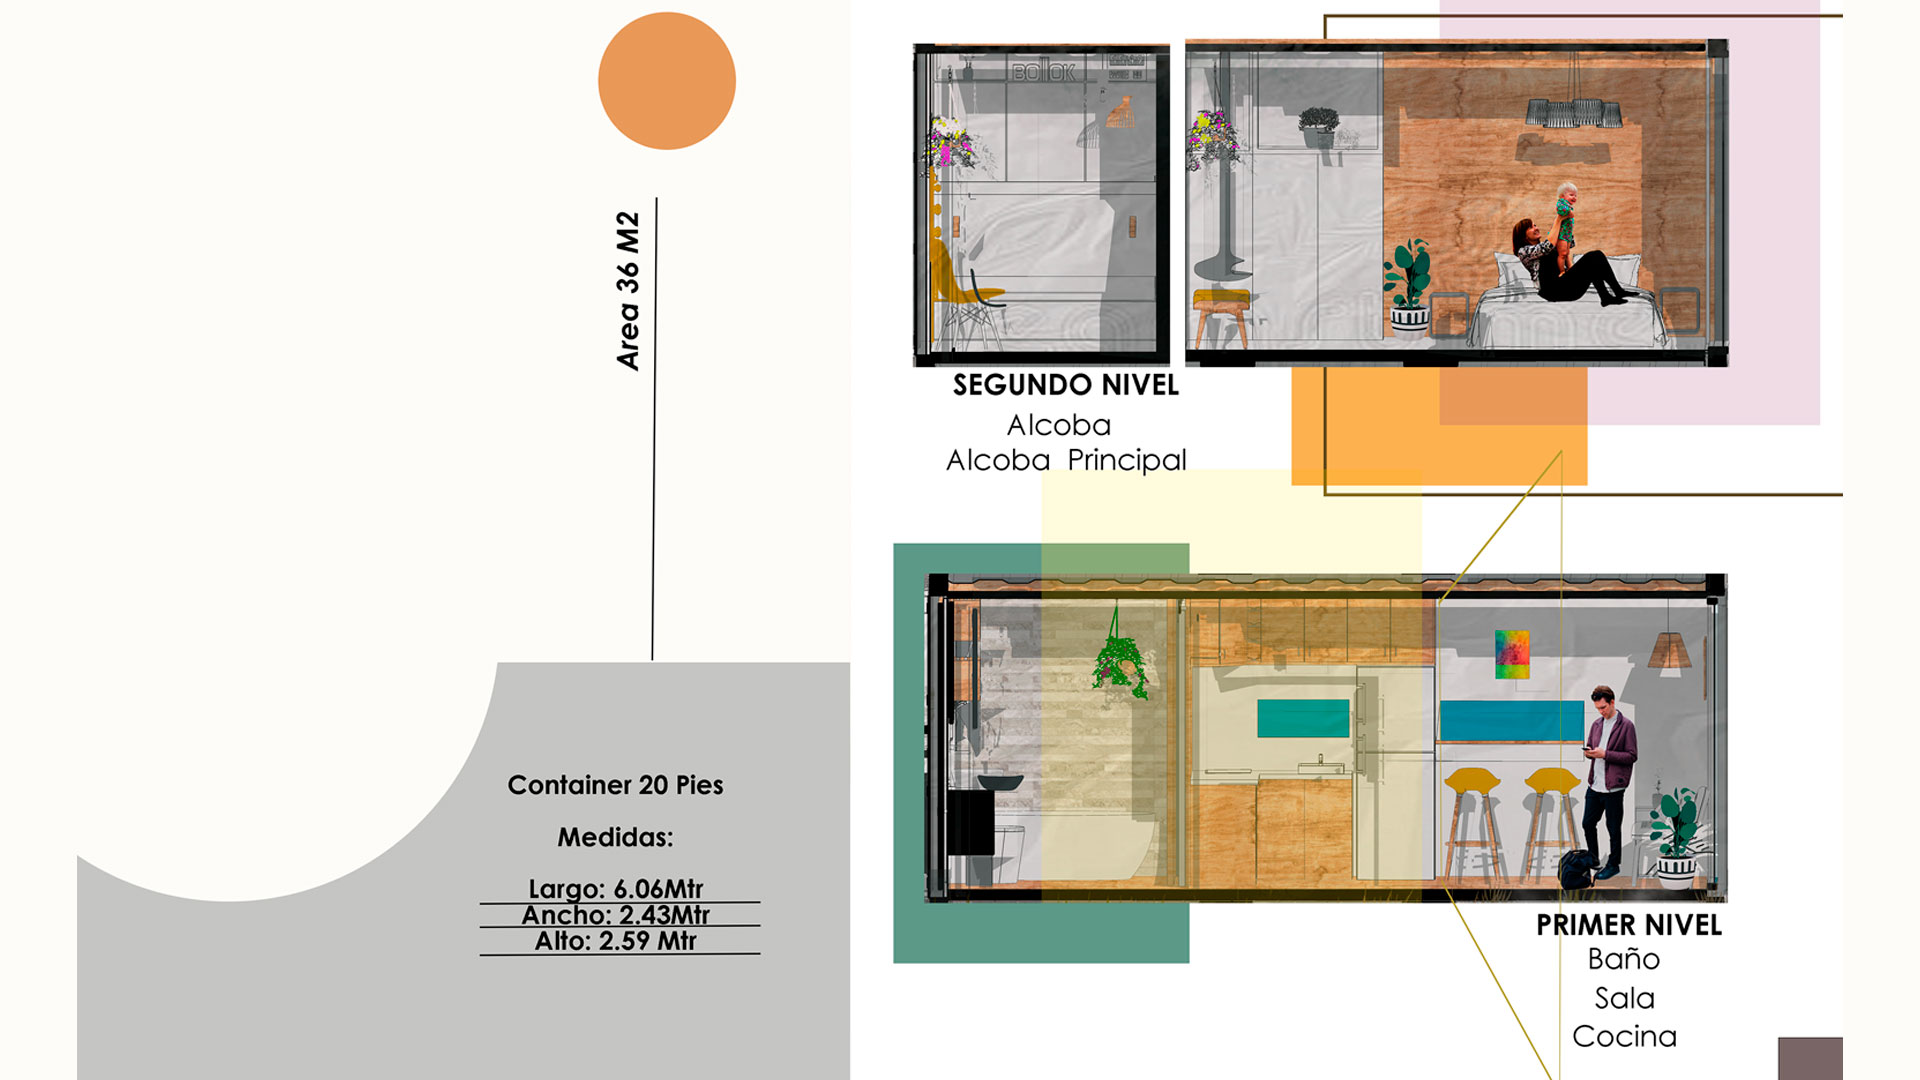 Area 36 M2
Container 20 Pies
Medidas:
Largo: 6.06Mtr
Ancho: 2.43Mtr
Alto: 2.59 Mtr
SEGUNDO NIVEL
Alcoba
Alcoba Principal
PRIMER NIVEL
Baño
Sala
Cocina